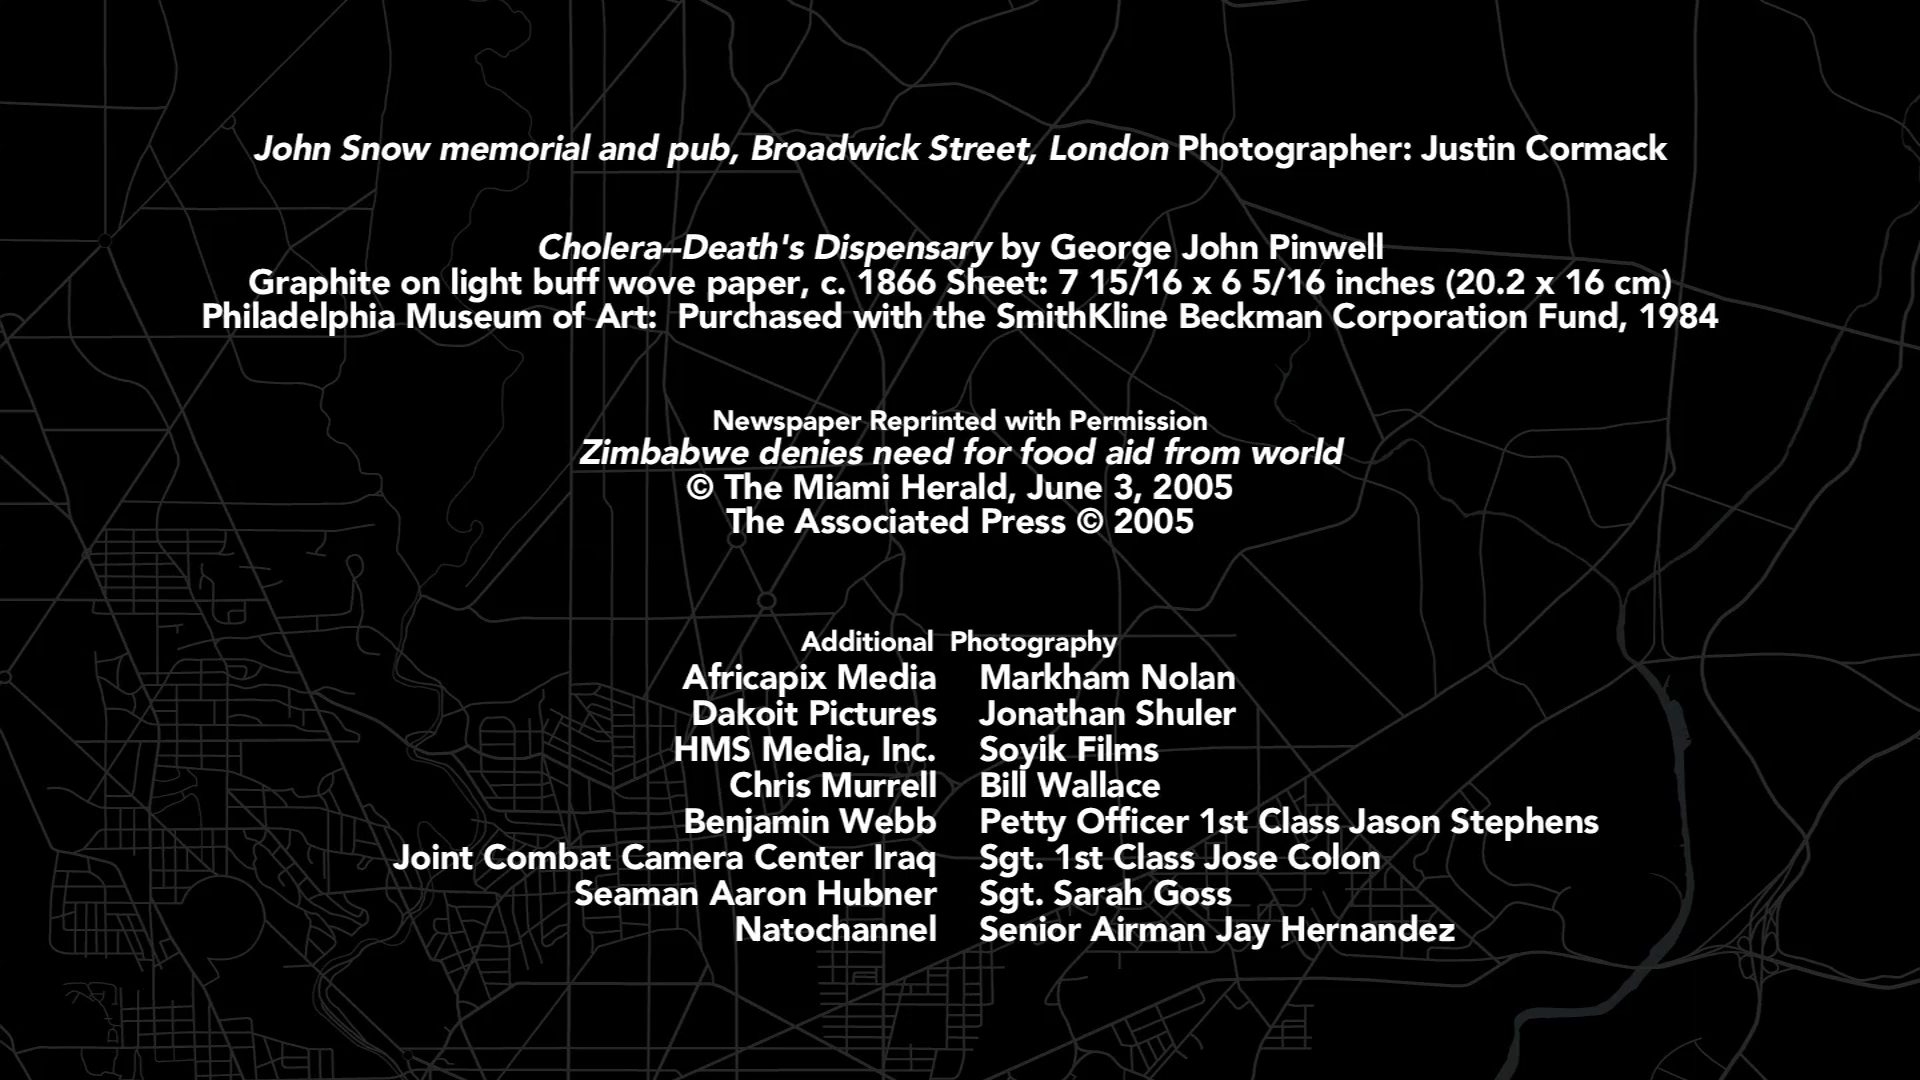 John Snow memorial and pub, Broadwick Street, London Photographer: Justin Cormack
Cholera--Death's Dispensary by George John Pinwell
Graphite on light buff wove paper, c. 1866 Sheet: 7 15/16 x 6 5/16 inches (20.2 x 16 cm)
Philadelphia Museum of Art:  Purchased with the SmithKline Beckman Corporation Fund, 1984
Newspaper Reprinted with Permission
Zimbabwe denies need for food aid from world
© The Miami Herald, June 3, 2005
The Associated Press © 2005
Additional Photography
Africapix Media Markham Nolan
Dakoit Pictures Jonathan Shuler
HMS Media, Inc. Soyik Films
Chris Murrell Bill Wallace
Benjamin Webb Petty Officer 1st Class Jason Stephens
Joint Combat Camera Center Iraq Sgt. 1st Class Jose Colon
Seaman Aaron Hubner Sgt. Sarah Goss
Natochannel Senior Airman Jay Hernandez